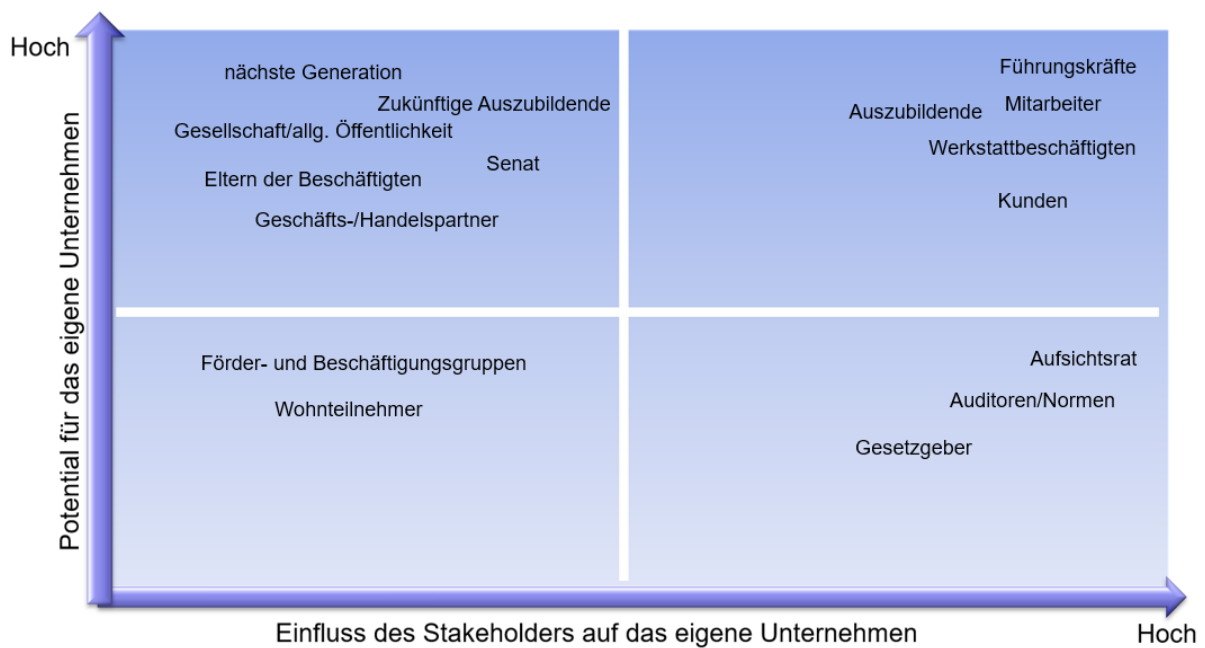 Hoch
Potential für das eigene Unternehmen
nächste Generation
Zukünftige Auszubildende
Gesellschaft/allg. Öffentlichkeit
Senat
Eltern der Beschäftigten
Geschäfts-/Handelspartner
Führungskräfte
Mitarbeiter
Auszubildende
Werkstattbeschäftigten
Kunden
Förder- und Beschäftigungsgruppen
Wohnteilnehmer
Aufsichtsrat
Auditoren/Normen
Gesetzgeber
Einfluss des Stakeholders auf das eigene Unternehmen
Hoch